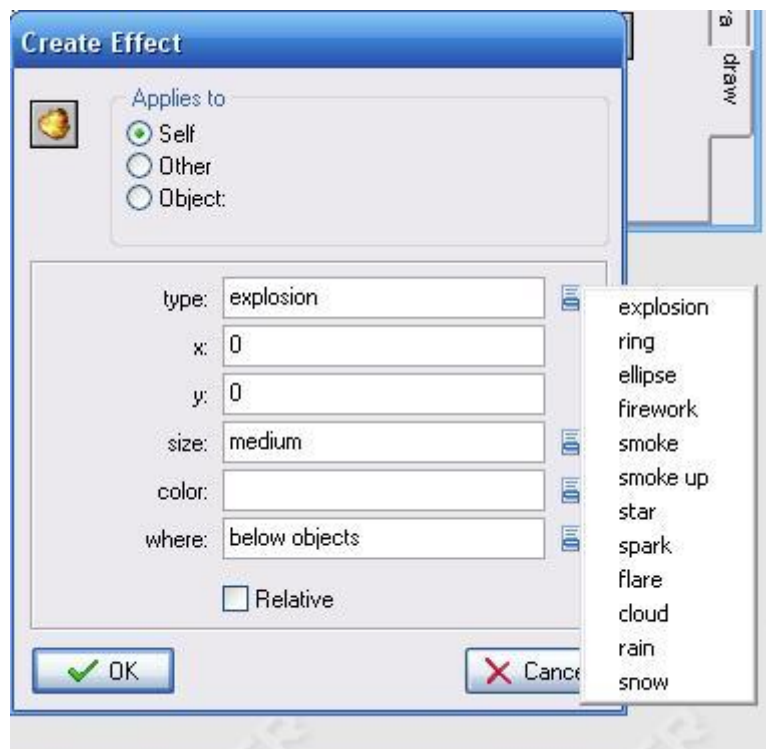 Create Effect
draw
Applies to
Self
Other
Object:
type: explosion
x: 0
y: 0
size: medium
color:
where: below objects
Relative
OK
explosion
ring
ellipse
firework
smoke
smoke up
star
spark
flare
cloud
rain
snow